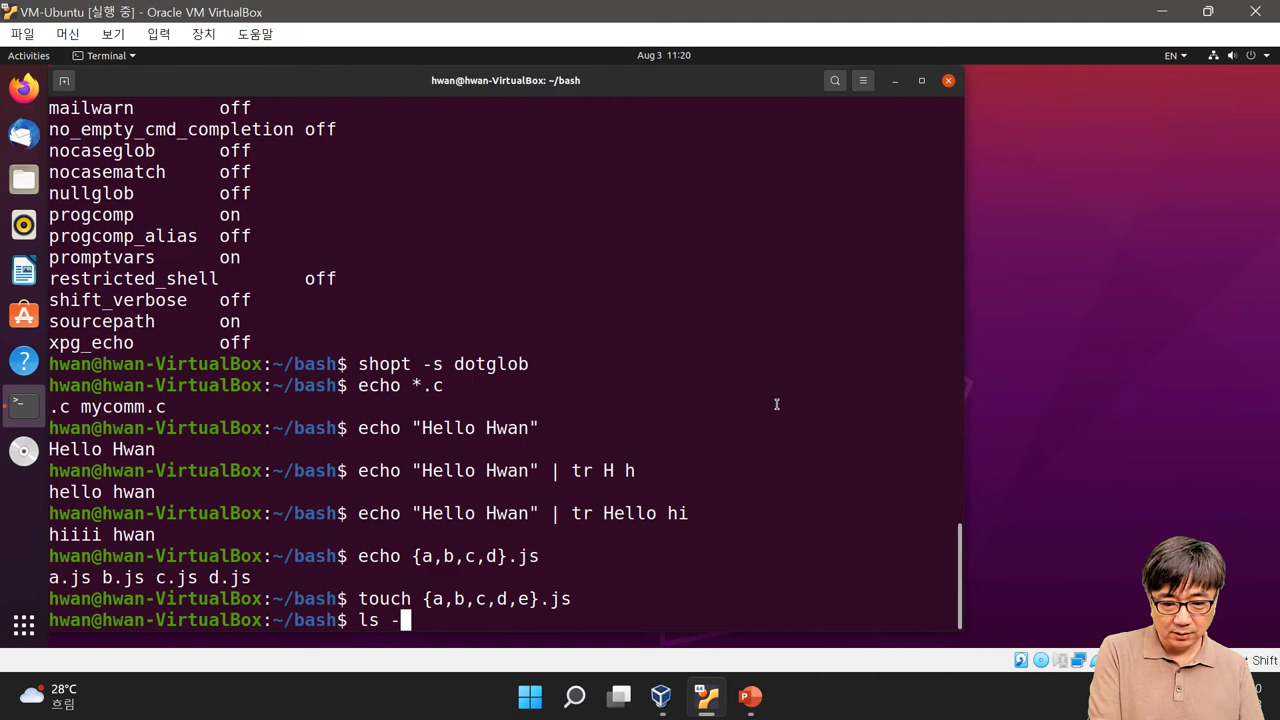 VM-Ubuntu [실행 중] - Oracle VM VirtualBox
파일 머신 보기 입력 장치 도움말
Activities Terminal Aug 3 11:20 EN
hwan@hwan-VirtualBox: ~/bash
mailwarn off
no_empty_cmd_completion off
nocaseglob off
nocasematch off
nullglob off
progcomp on
progcomp_alias off
promptvars on
restricted_shell off
shift_verbose off
sourcepath on
xpg_echo off
hwan@hwan-VirtualBox:~/bash$ shopt -s dotglob
hwan@hwan-VirtualBox:~/bash$ echo *.c
.c mycomm.c
hwan@hwan-VirtualBox:~/bash$ echo "Hello Hwan"
Hello Hwan
hwan@hwan-VirtualBox:~/bash$ echo "Hello Hwan" | tr H h
hello hwan
hwan@hwan-VirtualBox:~/bash$ echo "Hello Hwan" | tr Hello hi
hiiii hwan
hwan@hwan-VirtualBox:~/bash$ echo {a,b,c,d}.js
a.js b.js c.js d.js
hwan@hwan-VirtualBox:~/bash$ touch {a,b,c,d,e}.js
hwan@hwan-VirtualBox:~/bash$ ls -
Shift
28°C
흐림